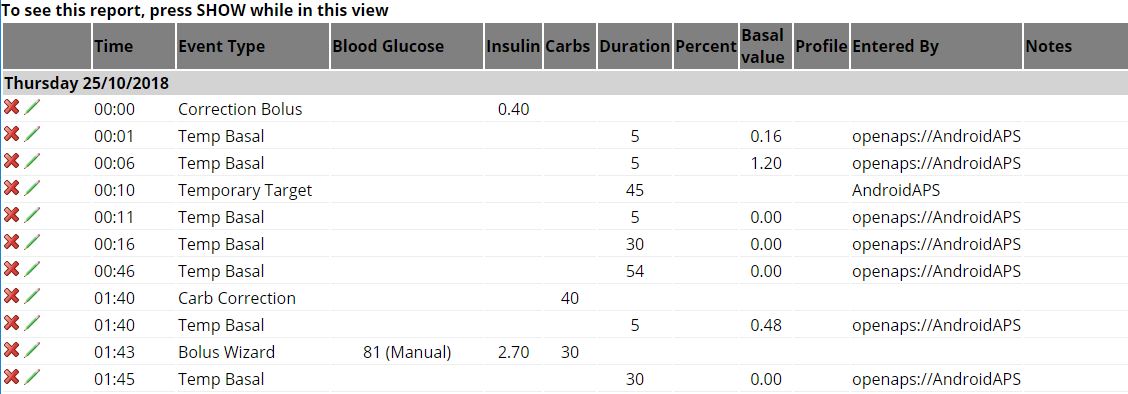 To see this report, press SHOW while in this view
Time Event Type Blood Glucose Insulin Carbs Duration Percent Basal value Profile Entered By Notes
Thursday 25/10/2018
00:00 Correction Bolus 0.40
00:01 Temp Basal 5 0.16 openaps://AndroidAPS
00:06 Temp Basal 5 1.20 openaps://AndroidAPS
00:10 Temporary Target 45 AndroidAPS
00:11 Temp Basal 5 0.00 openaps://AndroidAPS
00:16 Temp Basal 30 0.00 openaps://AndroidAPS
00:46 Temp Basal 54 0.00 openaps://AndroidAPS
01:40 Carb Correction 40
01:40 Temp Basal 5 0.48 openaps://AndroidAPS
01:43 Bolus Wizard 81 (Manual) 2.70 30
01:45 Temp Basal 30 0.00 openaps://AndroidAPS